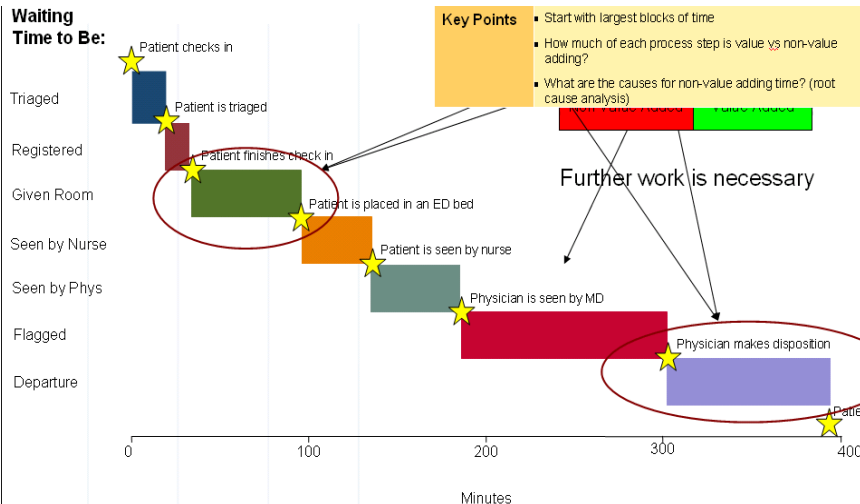 Waiting
Time to Be:
Key Points
▪ Start with largest blocks of time
▪ How much of each process step is value vs non-value
adding?
▪ What are the causes for non-value adding time? (root
cause analysis)
Patient checks in
Triaged
Patient is triaged
Non-Value Added
Value Added
Registered
Patient finishes check in
Further work is necessary
Given Room
Patient is placed in an ED bed
Seen by Nurse
Patient is seen by nurse
Seen by Phys
Physician is seen by MD
Flagged
Physician makes disposition
Departure
Patie
0 100 200 300 400
Minutes